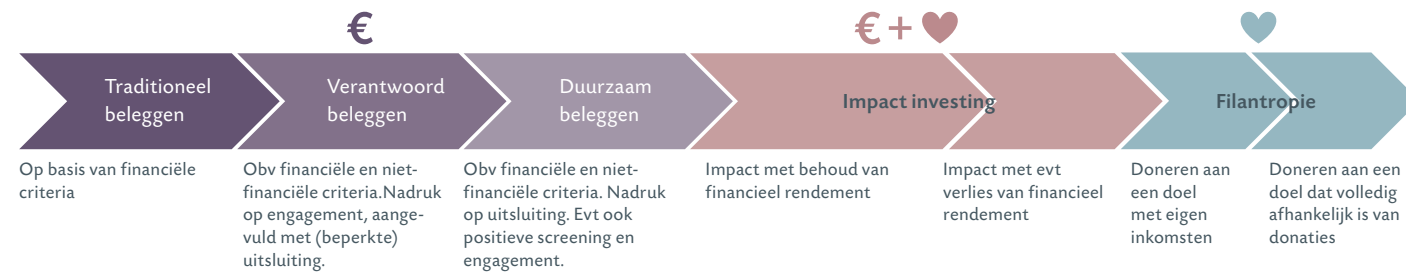 €
€ +
Traditioneel
beleggen
Verantwoord
beleggen
Duurzaam
beleggen
Impact investing
Filantropie
Op basis van financiële
criteria
Obv financiële en niet-
financiële criteria.Nadruk
op engagement, aange-
vuld met (beperkte)
uitsluiting.
Obv financiële en niet-
financiële criteria. Nadruk
op uitsluiting. Evt ook
positieve screening en
engagement.
Impact met behoud van
financieel rendement
Impact met evt
verlies van financieel
rendement
Doneren aan
een doel
met eigen
inkomsten
Doneren aan een
doel dat volledig
afhankelijk is van
donaties